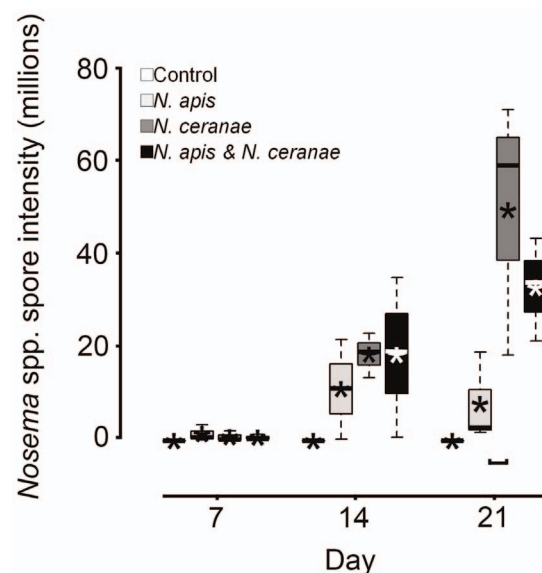 Nosema spp. spore intensity (millions)
80
60
40
20
0
Control
N. apis
N. ceranae
N. apis & N. ceranae
7 14 21
Day